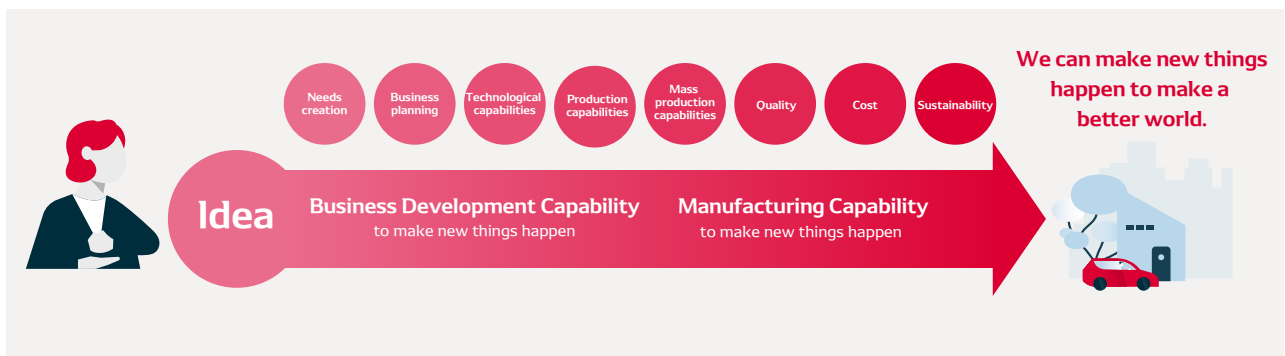 Needs
creation
Business
planning
Technological
capabilities
Production
capabilities
Mass
production
capabilities
Quality
Cost
Sustainability
We can make new things
happen to make a
better world.
Idea
Business Development Capability
to make new things happen
Manufacturing Capability
to make new things happen